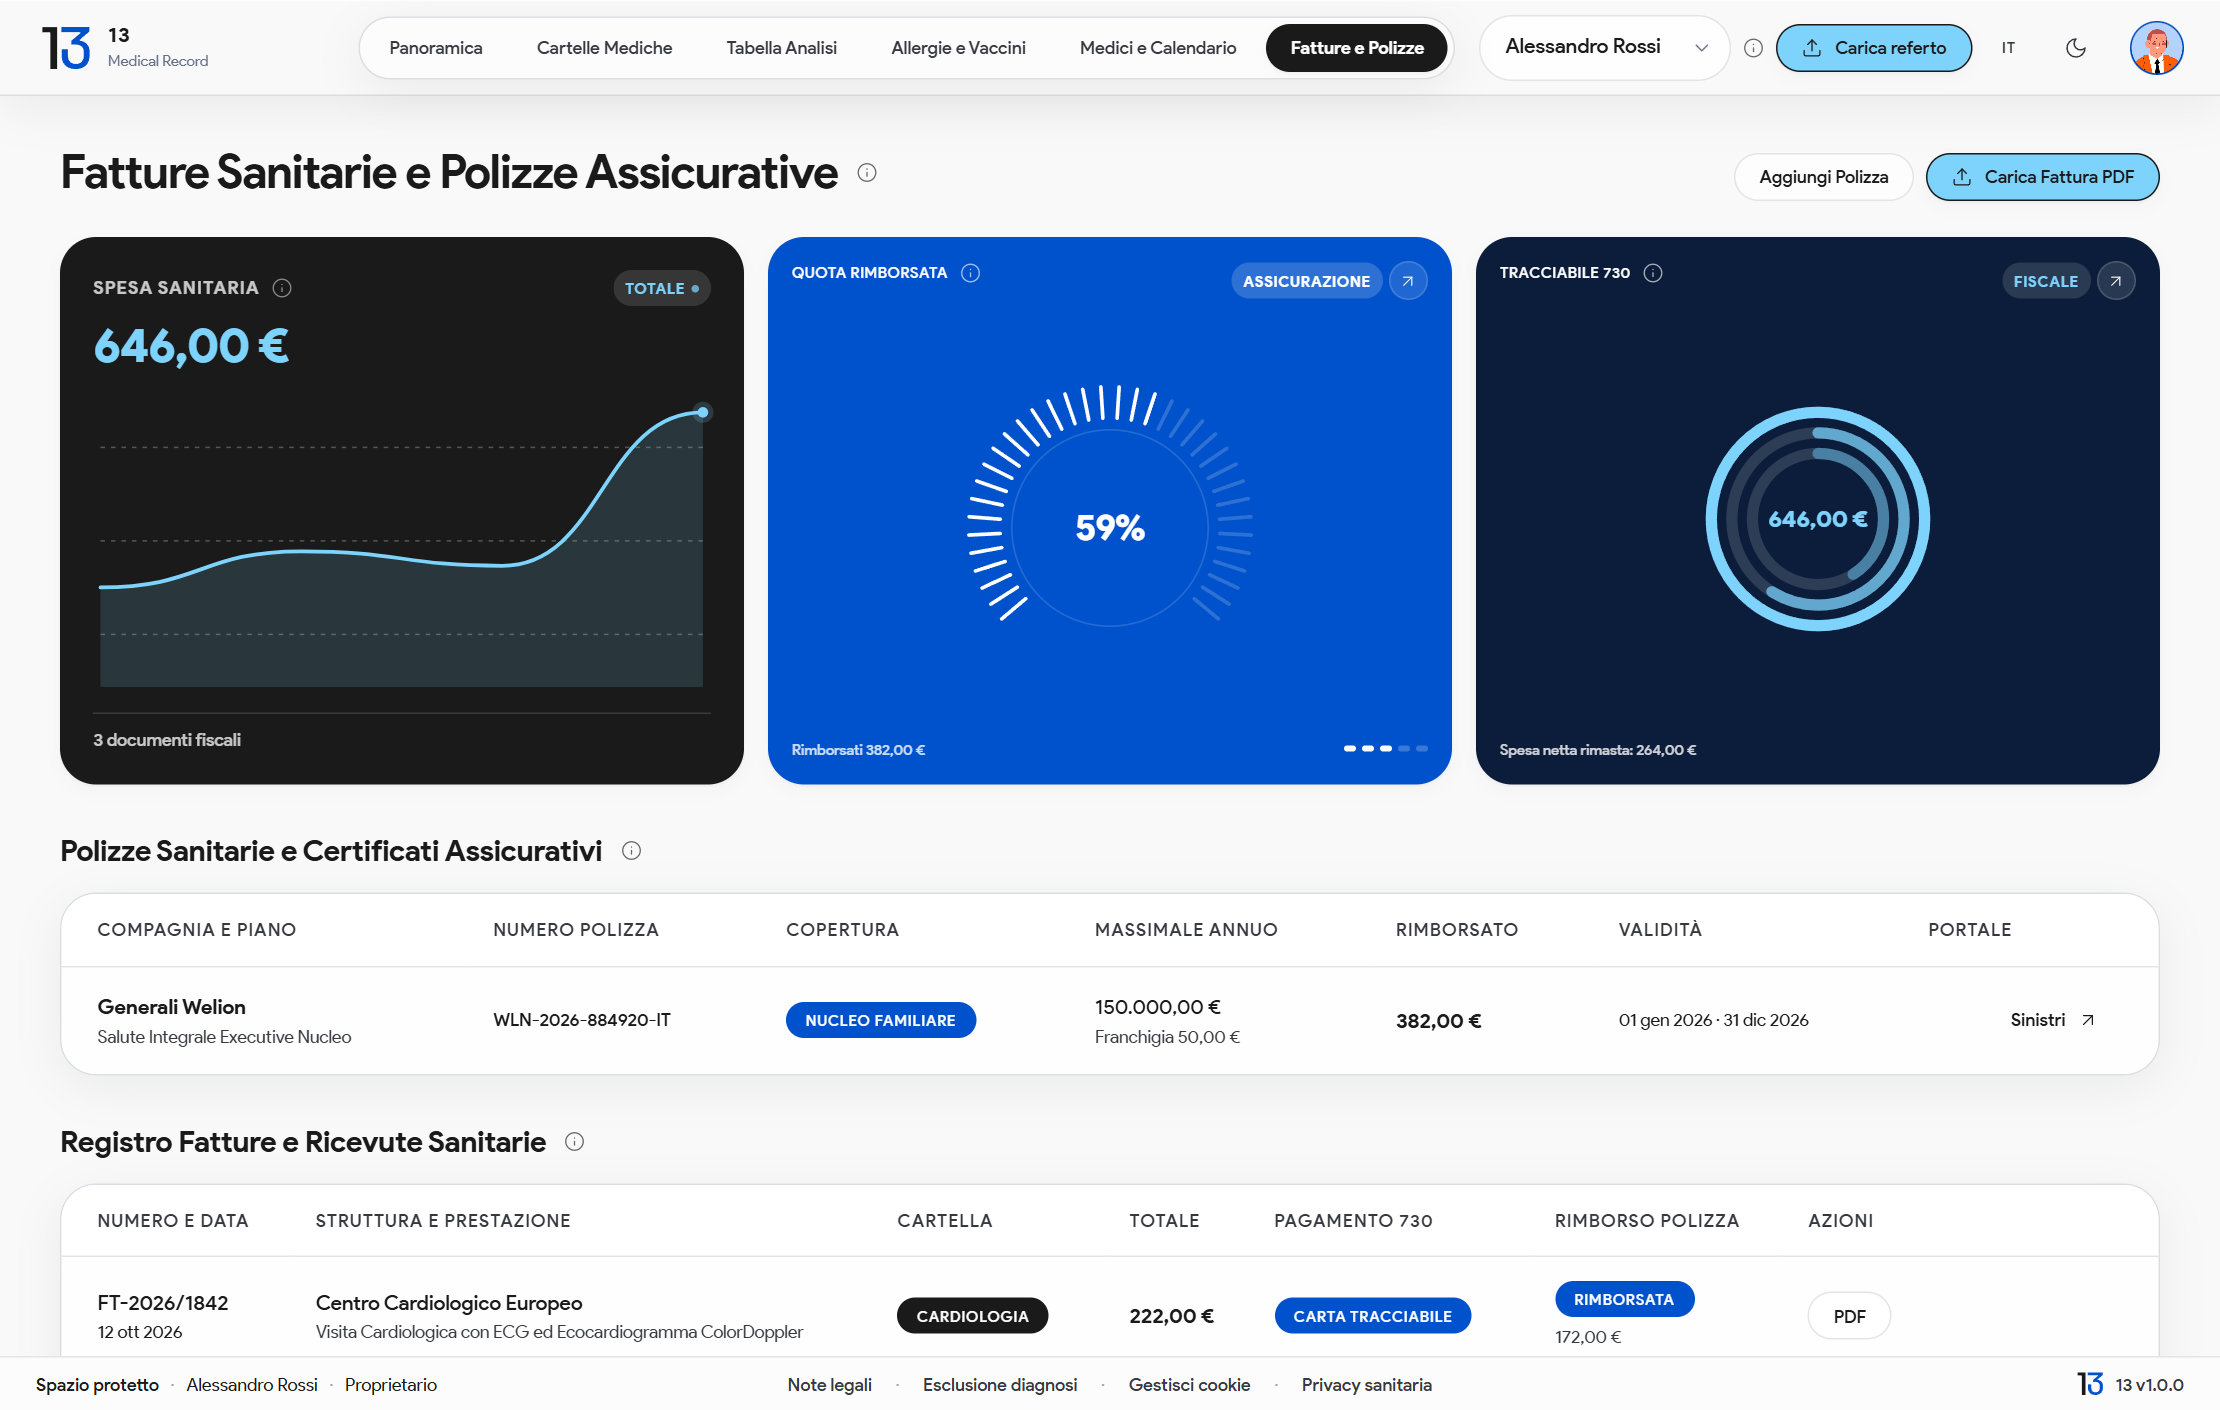 13
13
Medical Record
Panoramica
Cartelle Mediche
Tabella Analisi
Allergie e Vaccini
Medici e Calendario
Fatture e Polizze
Alessandro Rossi
Carica referto
IT
Fatture Sanitarie e Polizze Assicurative
Aggiungi Polizza
Carica Fattura PDF
SPESA SANITARIA
TOTALE
646,00 €
3 documenti fiscali
QUOTA RIMBORSATA
ASSICURAZIONE
59%
Rimborsati 382,00 €
TRACCIABILE 730
FISCALE
646,00 €
Spesa netta rimasta: 264,00 €
Polizze Sanitarie e Certificati Assicurativi
COMPAGNIA E PIANO
NUMERO POLIZZA
COPERTURA
MASSIMALE ANNUO
RIMBORSATO
VALIDITÀ
PORTALE
Generali Welion
Salute Integrale Executive Nucleo
WLN-2026-884920-IT
NUCLEO FAMILIARE
150.000,00 €
Franchigia 50,00 €
382,00 €
01 gen 2026 · 31 dic 2026
Sinistri
Registro Fatture e Ricevute Sanitarie
NUMERO E DATA
STRUTTURA E PRESTAZIONE
CARTELLA
TOTALE
PAGAMENTO 730
RIMBORSO POLIZZA
AZIONI
FT-2026/1842
12 ott 2026
Centro Cardiologico Europeo
Visita Cardiologica con ECG ed Ecocardiogramma ColorDoppler
CARDIOLOGIA
222,00 €
CARTA TRACCIABILE
RIMBORSATA
172,00 €
PDF
Spazio protetto · Alessandro Rossi · Proprietario
Note legali · Esclusione diagnosi · Gestisci cookie · Privacy sanitaria
13 13 v1.0.0